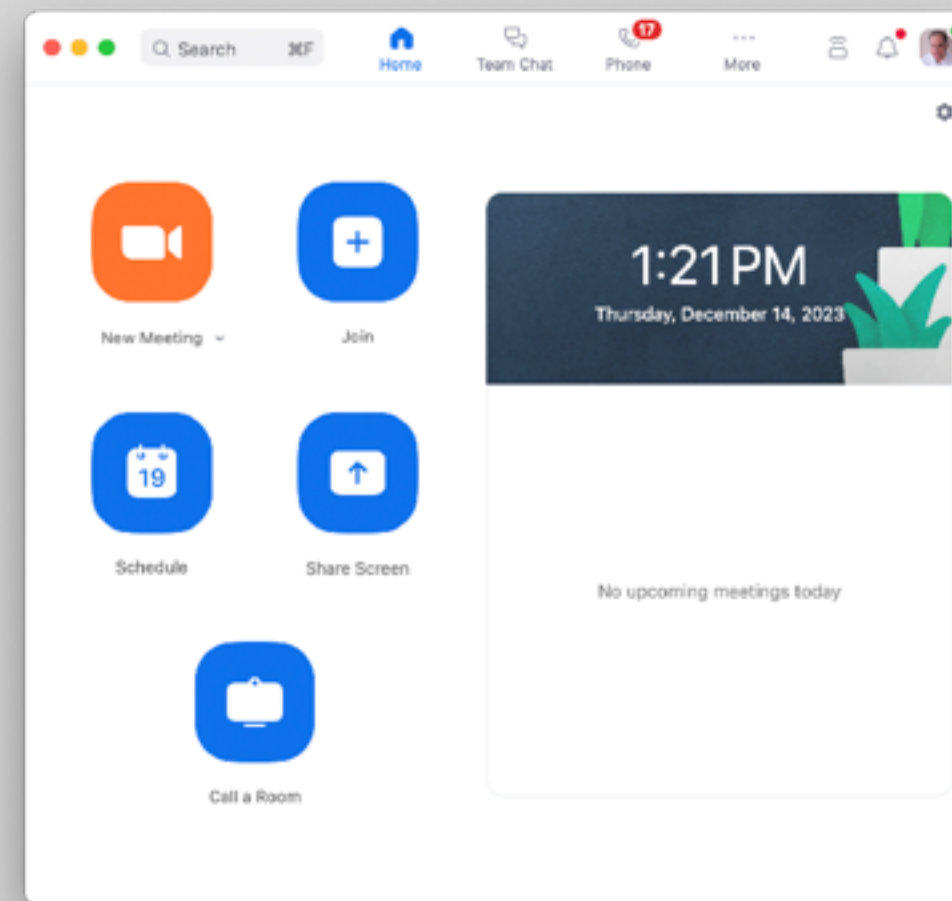 Search ⌘F
17
Home Team Chat Phone More
1:21 PM
Thursday, December 14, 2023
New Meeting Join
19
Schedule Share Screen
No upcoming meetings today
Call a Room